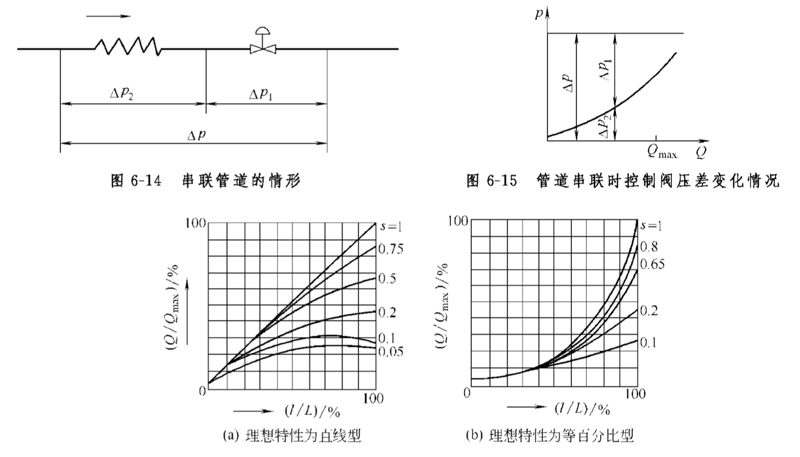 Δp₂
Δp₁
Δp
图 6-14 串联管道的情形
p
Δp
Δp₁
Δp₂
Qmax
Q
图 6-15 管道串联时控制阀压差变化情况
100
(Q/Qmax)/%
s=1
0.75
0.5
0.2
0.1
0.05
0
100
(l/L)/%
(a) 理想特性为直线型
100
(Q/Qmax)/%
s=1
0.8
0.65
0.2
0.1
0
100
(l/L)/%
(b) 理想特性为等百分比型